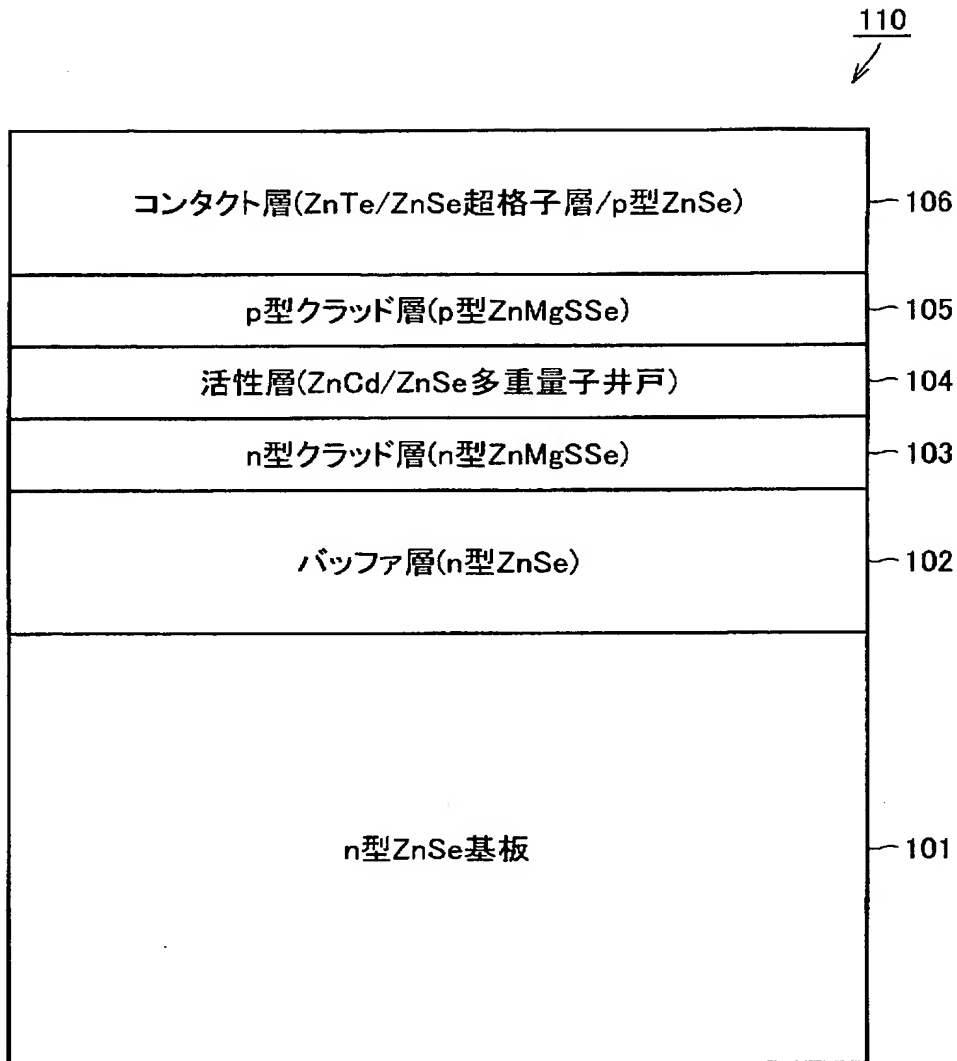 110
コンタクト層(ZnTe/ZnSe超格子層/p型ZnSe)
106
p型クラッド層(p型ZnMgSSe)
105
活性層(ZnCd/ZnSe多重量子井戸)
104
n型クラッド層(n型ZnMgSSe)
103
バッファ層(n型ZnSe)
102
n型ZnSe基板
101